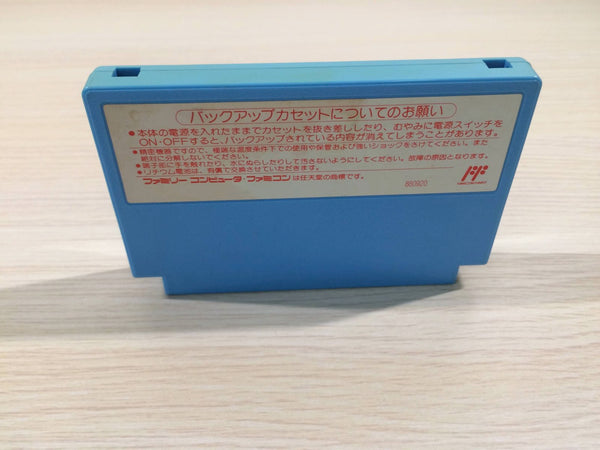 バックアップカセットについてのお願い
●本体の電源を入れたままでカセットを抜き差ししたり、むやみに電源スイッチを
ON・OFFすると、バックアップされている内容が消えてしまうことがあります。
●精密機器ですので、極端な温度条件下での使用や保管および強いショックをさけてください。また
絶対に分解しないでください。
●端子部に手を触れたり、水にぬらしたりして汚さないようにしてください。故障の原因となります。
●リチウム電池は、有償で交換させていただきます。
ファミリーコンピュータ・ファミコンは任天堂の商標です。
880920